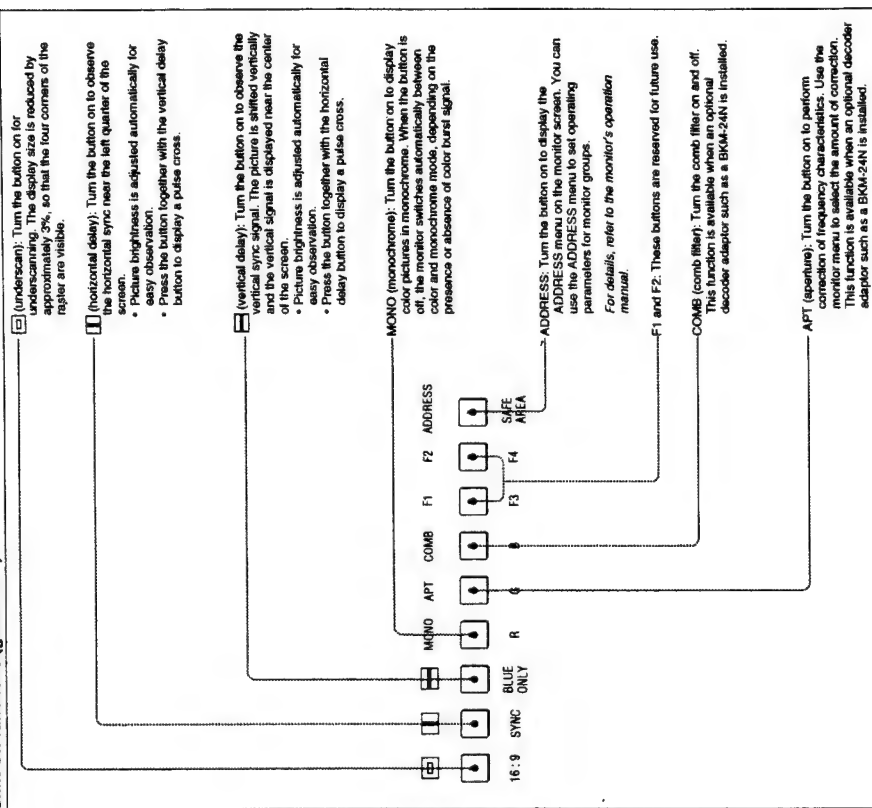 (underscan): Turn the button on for
underscanning. The display size is reduced by
approximately 3%, so that the four corners of the
raster are visible.
(horizontal delay): Turn the button on to observe
the horizontal sync near the left quarter of the
screen.
• Picture brightness is adjusted automatically for
easy observation.
• Press the button together with the vertical delay
button to display a pulse cross.
(vertical delay): Turn the button on to observe the
vertical sync signal. The picture is shifted vertically
and the vertical signal is displayed near the center
of the screen.
• Picture brightness is adjusted automatically for
easy observation.
• Press the button together with the horizontal
delay button to display a pulse cross.
MONO (monochrome): Turn the button on to display
color pictures in monochrome. When the button is
off, the monitor switches automatically between
color and monochrome mode, depending on the
presence or absence of color burst signal.
MONO APT COMB F1 F2 ADDRESS
16:9 SYNC BLUE R G B F3 F4 SAFE
ONLY AREA
ADDRESS: Turn the button on to display the
ADDRESS menu on the monitor screen. You can
use the ADDRESS menu to set operating
parameters for monitor groups.
For details, refer to the monitor's operation
manual.
F1 and F2: These buttons are reserved for future use.
COMB (comb filter): Turn the comb filter on and off.
This function is available when an optional
decoder adaptor such as a BKM-24N is installed.
APT (aperture): Turn the button on to perform
correction of frequency characteristics. Use the
monitor menu to select the amount of correction.
This function is available when an optional decoder
adaptor such as a BKM-24N is installed.